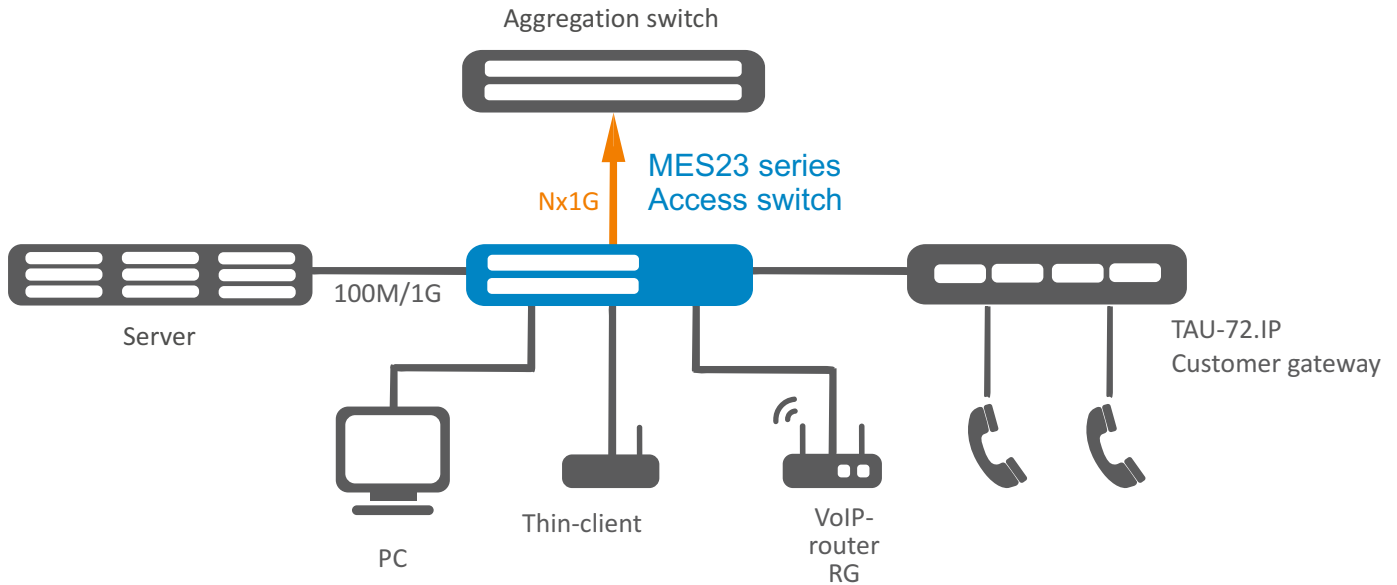 Aggregation switch
MES23 series
Access switch
Nx1G
100M/1G
Server
TAU-72.IP
Customer gateway
PC
Thin-client
VoIP-
router
RG